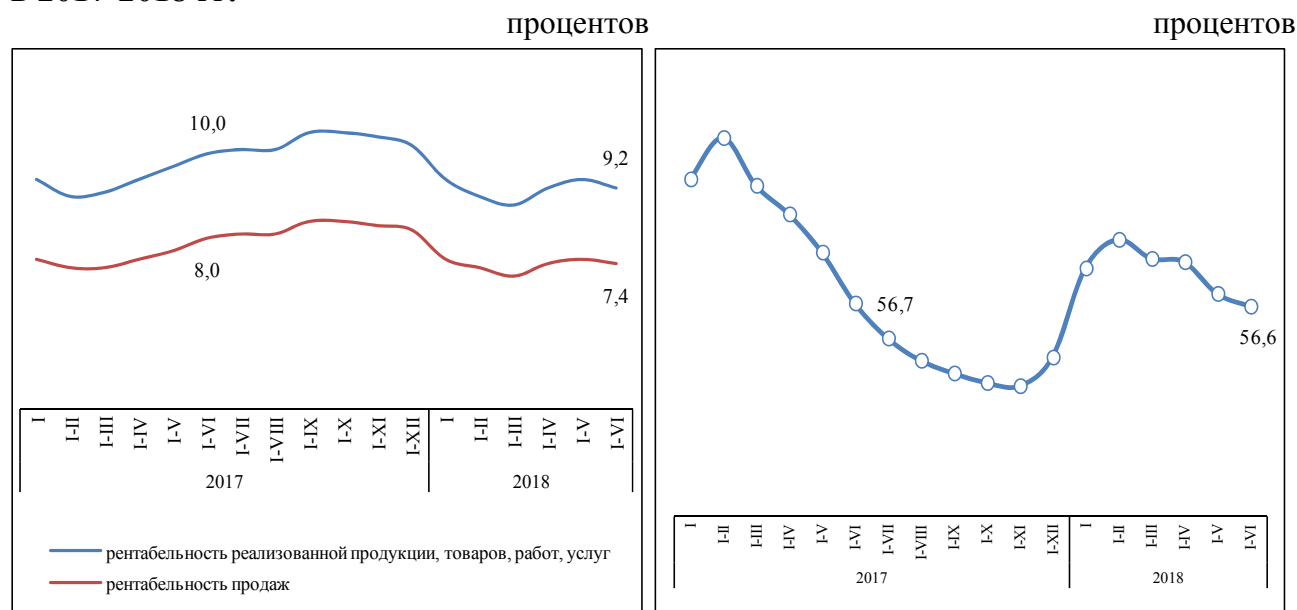 процентов
процентов
10,0
9,2
8,0
7,4
I
I-II
I-III
I-IV
I-V
I-VI
I-VII
I-VIII
I-IX
I-X
I-XI
I-XII
I
I-II
I-III
I-IV
I-V
I-VI
2017
2018
рентабельность реализованной продукции, товаров, работ, услуг
рентабельность продаж
56,7
56,6
I
I-II
I-III
I-IV
I-V
I-VI
I-VII
I-VIII
I-IX
I-X
I-XI
I-XII
I
I-II
I-III
I-IV
I-V
I-VI
2017
2018